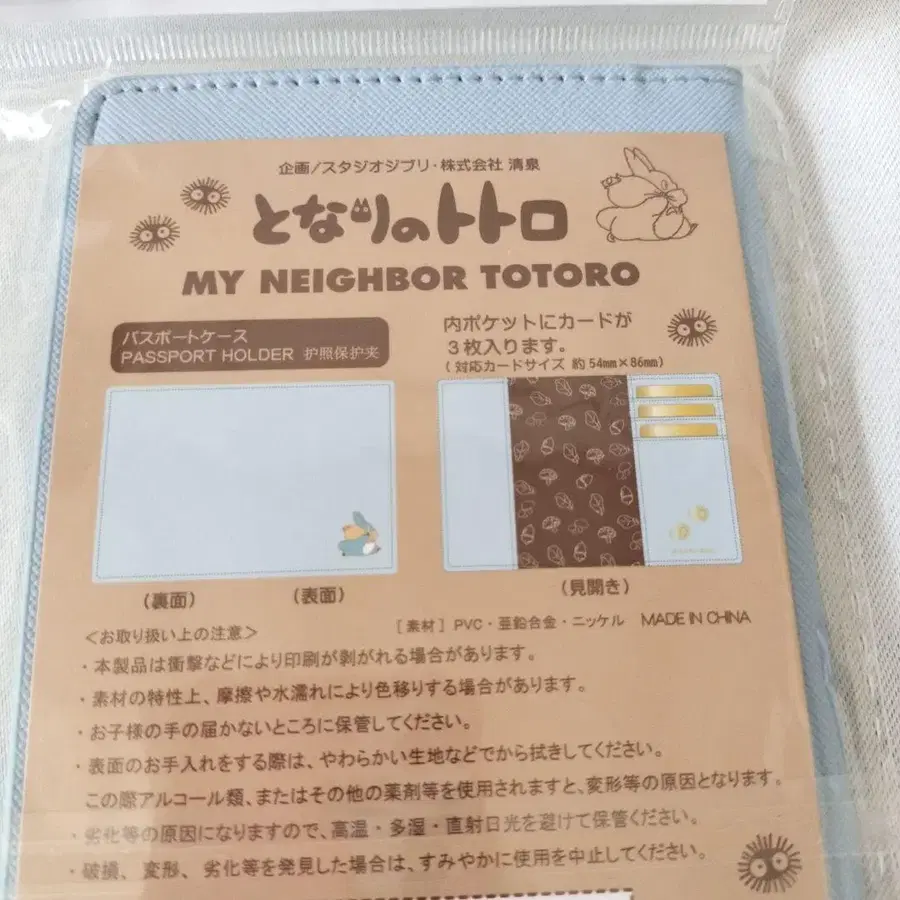 企画/スタジオジブリ・株式会社 清泉
となりのトトロ
MY NEIGHBOR TOTORO
パスポートケース
PASSPORT HOLDER 护照保护夹
内ポケットにカードが
3枚入ります。
(対応カードサイズ 約54mm×86mm)
(裏面) (表面)
(見開き)
<お取り扱い上の注意>
[素材] PVC・亜鉛合金・ニッケル MADE IN CHINA
・本製品は衝撃などにより印刷が剥がれる場合があります。
・素材の特性上、摩擦や水濡れにより色移りする場合があります。
・お子様の手の届かないところに保管してください。
・表面のお手入れをする際は、やわらかい生地などでから拭きしてください。
この際アルコール類、またはその他の薬剤等を使用されますと、変形等の原因となります。
・劣化等の原因になりますので、高温・多湿・直射日光を避けて保管ください。
・破損、変形、劣化等を発見した場合は、すみやかに使用を中止してください。